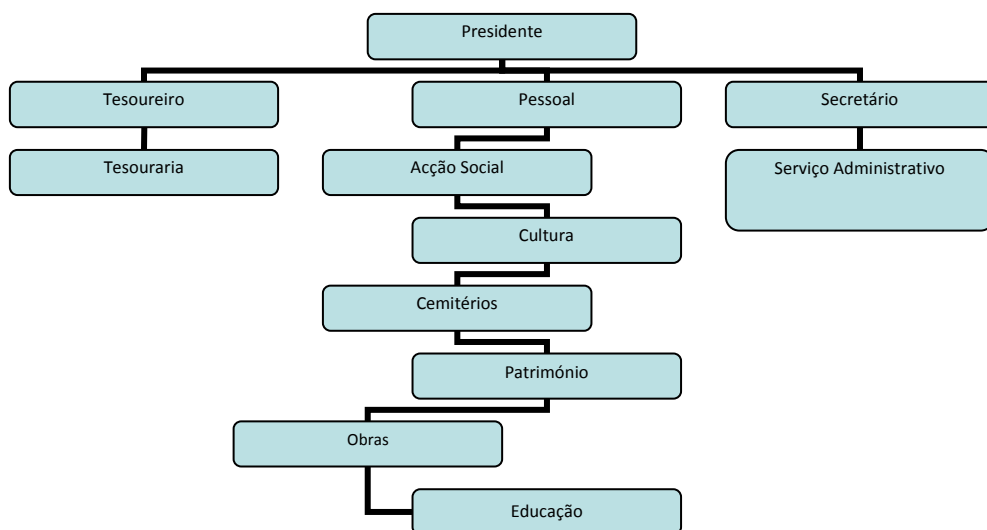 Presidente
Tesoureiro
Pessoal
Secretário
Tesouraria
Acção Social
Serviço Administrativo
Cultura
Cemitérios
Património
Obras
Educação